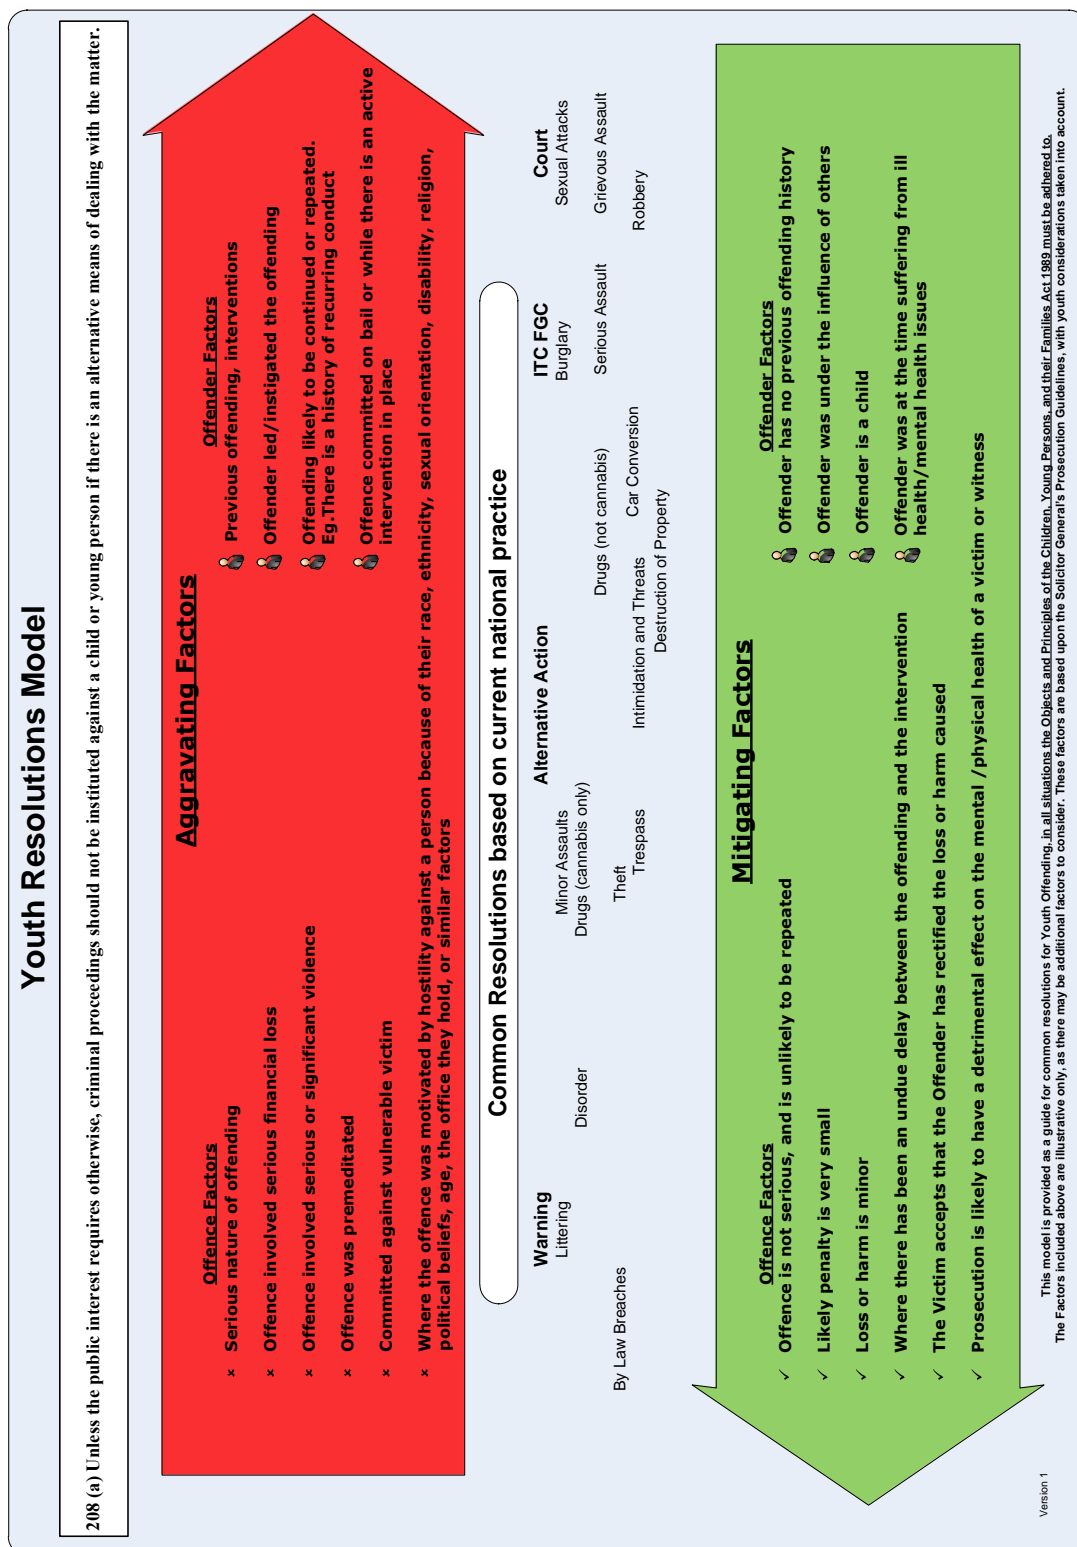 Youth Resolutions Model
208 (a) Unless the public interest requires otherwise, criminal proceedings should not be instituted against a child or young person if there is an alternative means of dealing with the matter.
Aggravating Factors
Offence Factors
× Serious nature of offending
× Offence involved serious financial loss
× Offence involved serious or significant violence
× Offence was premeditated
× Committed against vulnerable victim
× Where the offence was motivated by hostility against a person because of their race, ethnicity, sexual orientation, disability, religion,
political beliefs, age, the office they hold, or similar factors
Offender Factors
Previous offending, interventions
Offender led/instigated the offending
Offending likely to be continued or repeated.
Eg.There is a history of recurring conduct
Offence committed on bail or while there is an active
intervention in place
Common Resolutions based on current national practice
Warning
Littering
By Law Breaches
Disorder
Alternative Action
Minor Assaults
Drugs (cannabis only)
Theft
Trespass
Intimidation and Threats
Destruction of Property
Drugs (not cannabis)
Car Conversion
ITC FGC
Burglary
Serious Assault
Court
Sexual Attacks
Grievous Assault
Robbery
Mitigating Factors
Offence Factors
✓ Offence is not serious, and is unlikely to be repeated
✓ Likely penalty is very small
✓ Loss or harm is minor
✓ Where there has been an undue delay between the offending and the intervention
✓ The Victim accepts that the Offender has rectified the loss or harm caused
✓ Prosecution is likely to have a detrimental effect on the mental /physical health of a victim or witness
Offender Factors
Offender has no previous offending history
Offender was under the influence of others
Offender is a child
Offender was at the time suffering from ill
health/mental health issues
Version 1
This model is provided as a guide for common resolutions for Youth Offending, in all situations the Objects and Principles of the Children, Young Persons, and their Families Act 1989 must be adhered to.
The Factors included above are illustrative only, as there may be additional factors to consider. These factors are based upon the Solicitor General's Prosecution Guidelines, with youth considerations taken into account.